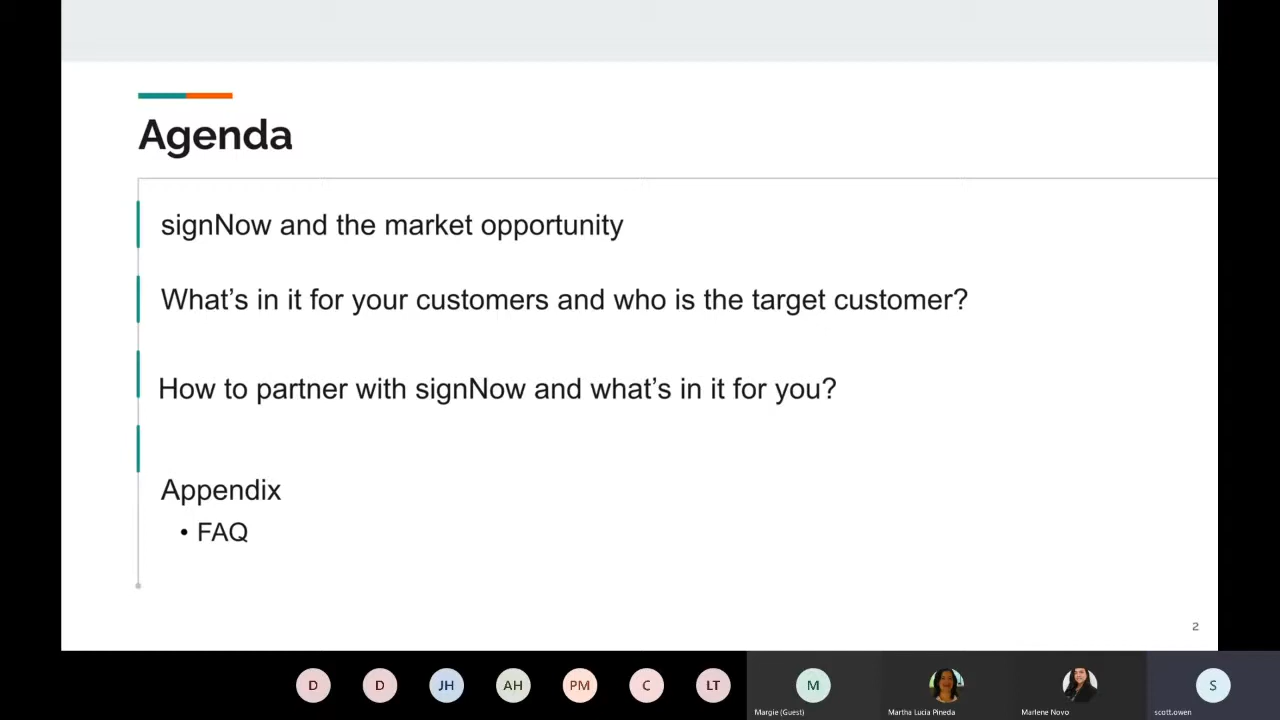 Agenda
signNow and the market opportunity
What's in it for your customers and who is the target customer?
How to partner with signNow and what's in it for you?
Appendix
• FAQ
2
D
D
JH
AH
PM
C
LT
M
S
Margie (Guest)
Martha Lucia Pineda
Marlene Novo
scott.owen